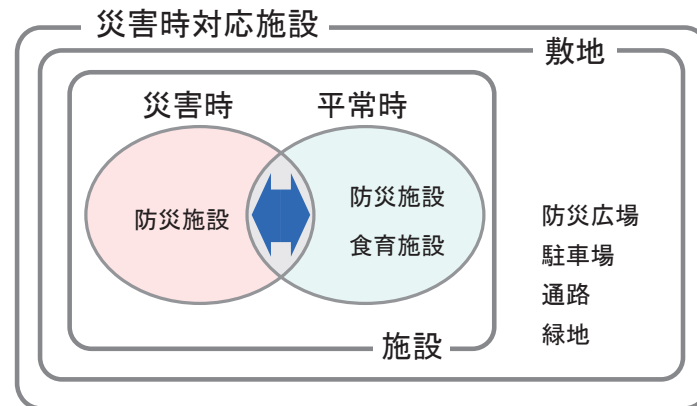 災害時対応施設
敷地
災害時
平常時
防災施設
防災施設
食育施設
防災広場
駐車場
通路
緑地
施設